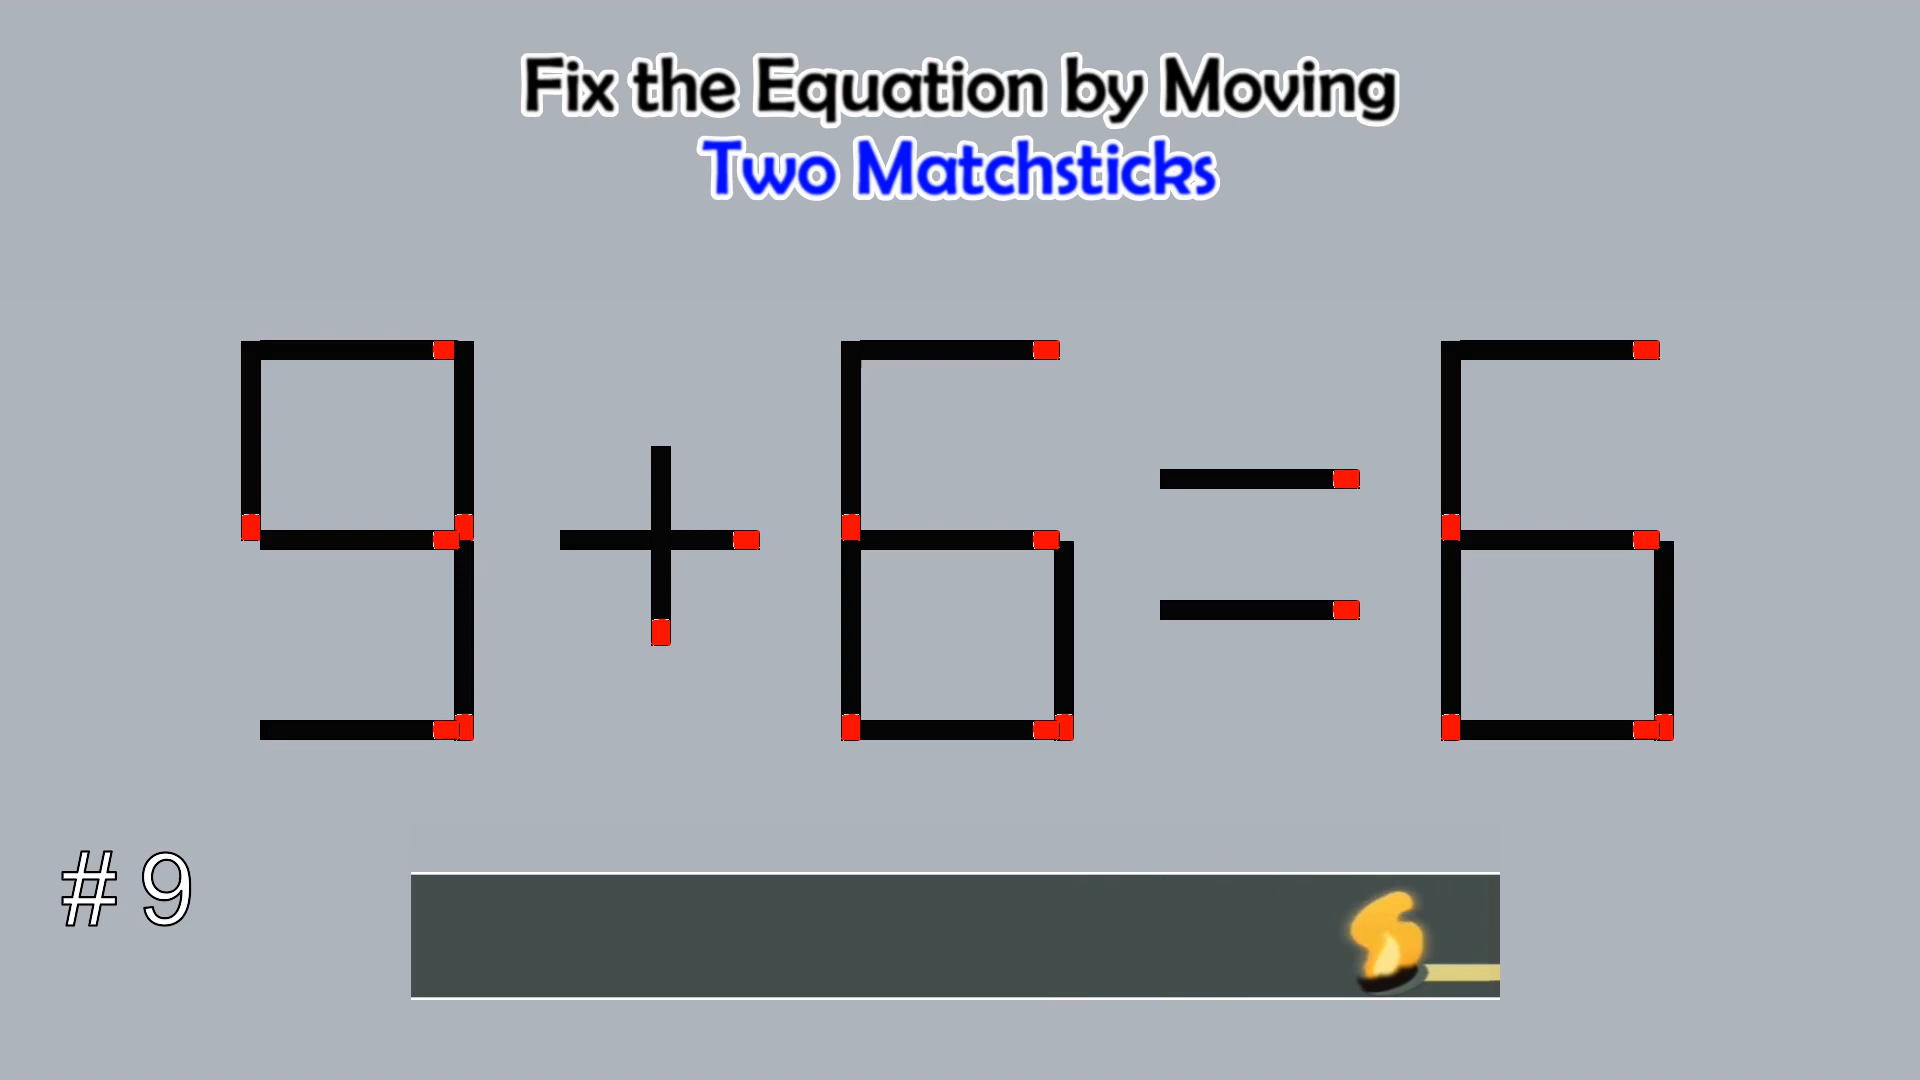 Fix the Equation by Moving
Two Matchsticks
9 + 6 = 6
# 9